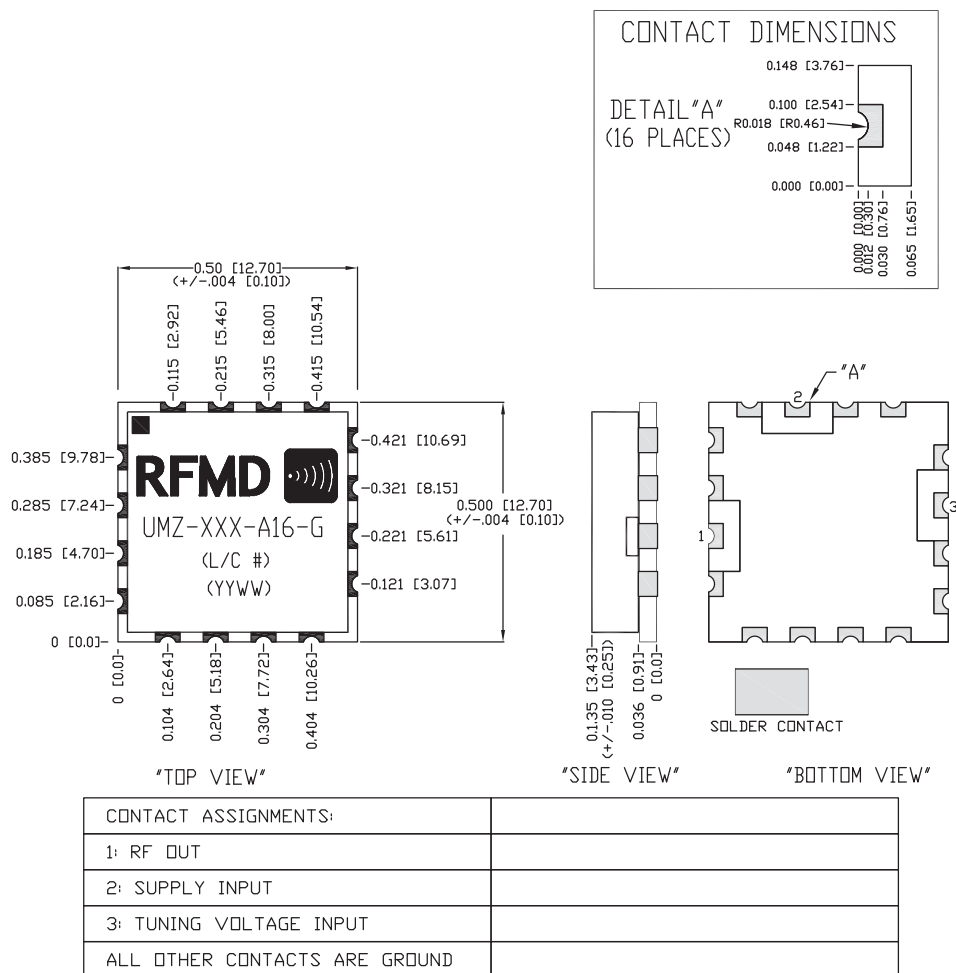 CONTACT DIMENSIONS
0.148 [3.76]
DETAIL"A"
(16 PLACES)
0.100 [2.54]
R0.018 [R0.46]
0.048 [1.22]
0.000 [0.00]
0.000 [0.00]
0.012 [0.30]
0.030 [0.76]
0.065 [1.65]
0.50 [12.70]
(+/-.004 [0.10])
0.115 [2.92]
0.215 [5.46]
0.315 [8.00]
0.415 [10.54]
0.385 [9.78]
0.285 [7.24]
0.185 [4.70]
0.085 [2.16]
0 [0.0]
RFMD
UMZ-XXX-A16-G
(L/C #)
(YYWW)
0.421 [10.69]
0.321 [8.15]
0.221 [5.61]
0.121 [3.07]
0.500 [12.70]
(+/-.004 [0.10])
0 [0.0]
0.104 [2.64]
0.204 [5.18]
0.304 [7.72]
0.404 [10.26]
"TOP VIEW"
0.135 [3.43]
(+/-.010 [0.25])
0.036 [0.91]
0 [0.0]
"SIDE VIEW"
"A"
2
1
3
SOLDER CONTACT
"BOTTOM VIEW"
CONTACT ASSIGNMENTS:
1: RF OUT
2: SUPPLY INPUT
3: TUNING VOLTAGE INPUT
ALL OTHER CONTACTS ARE GROUND